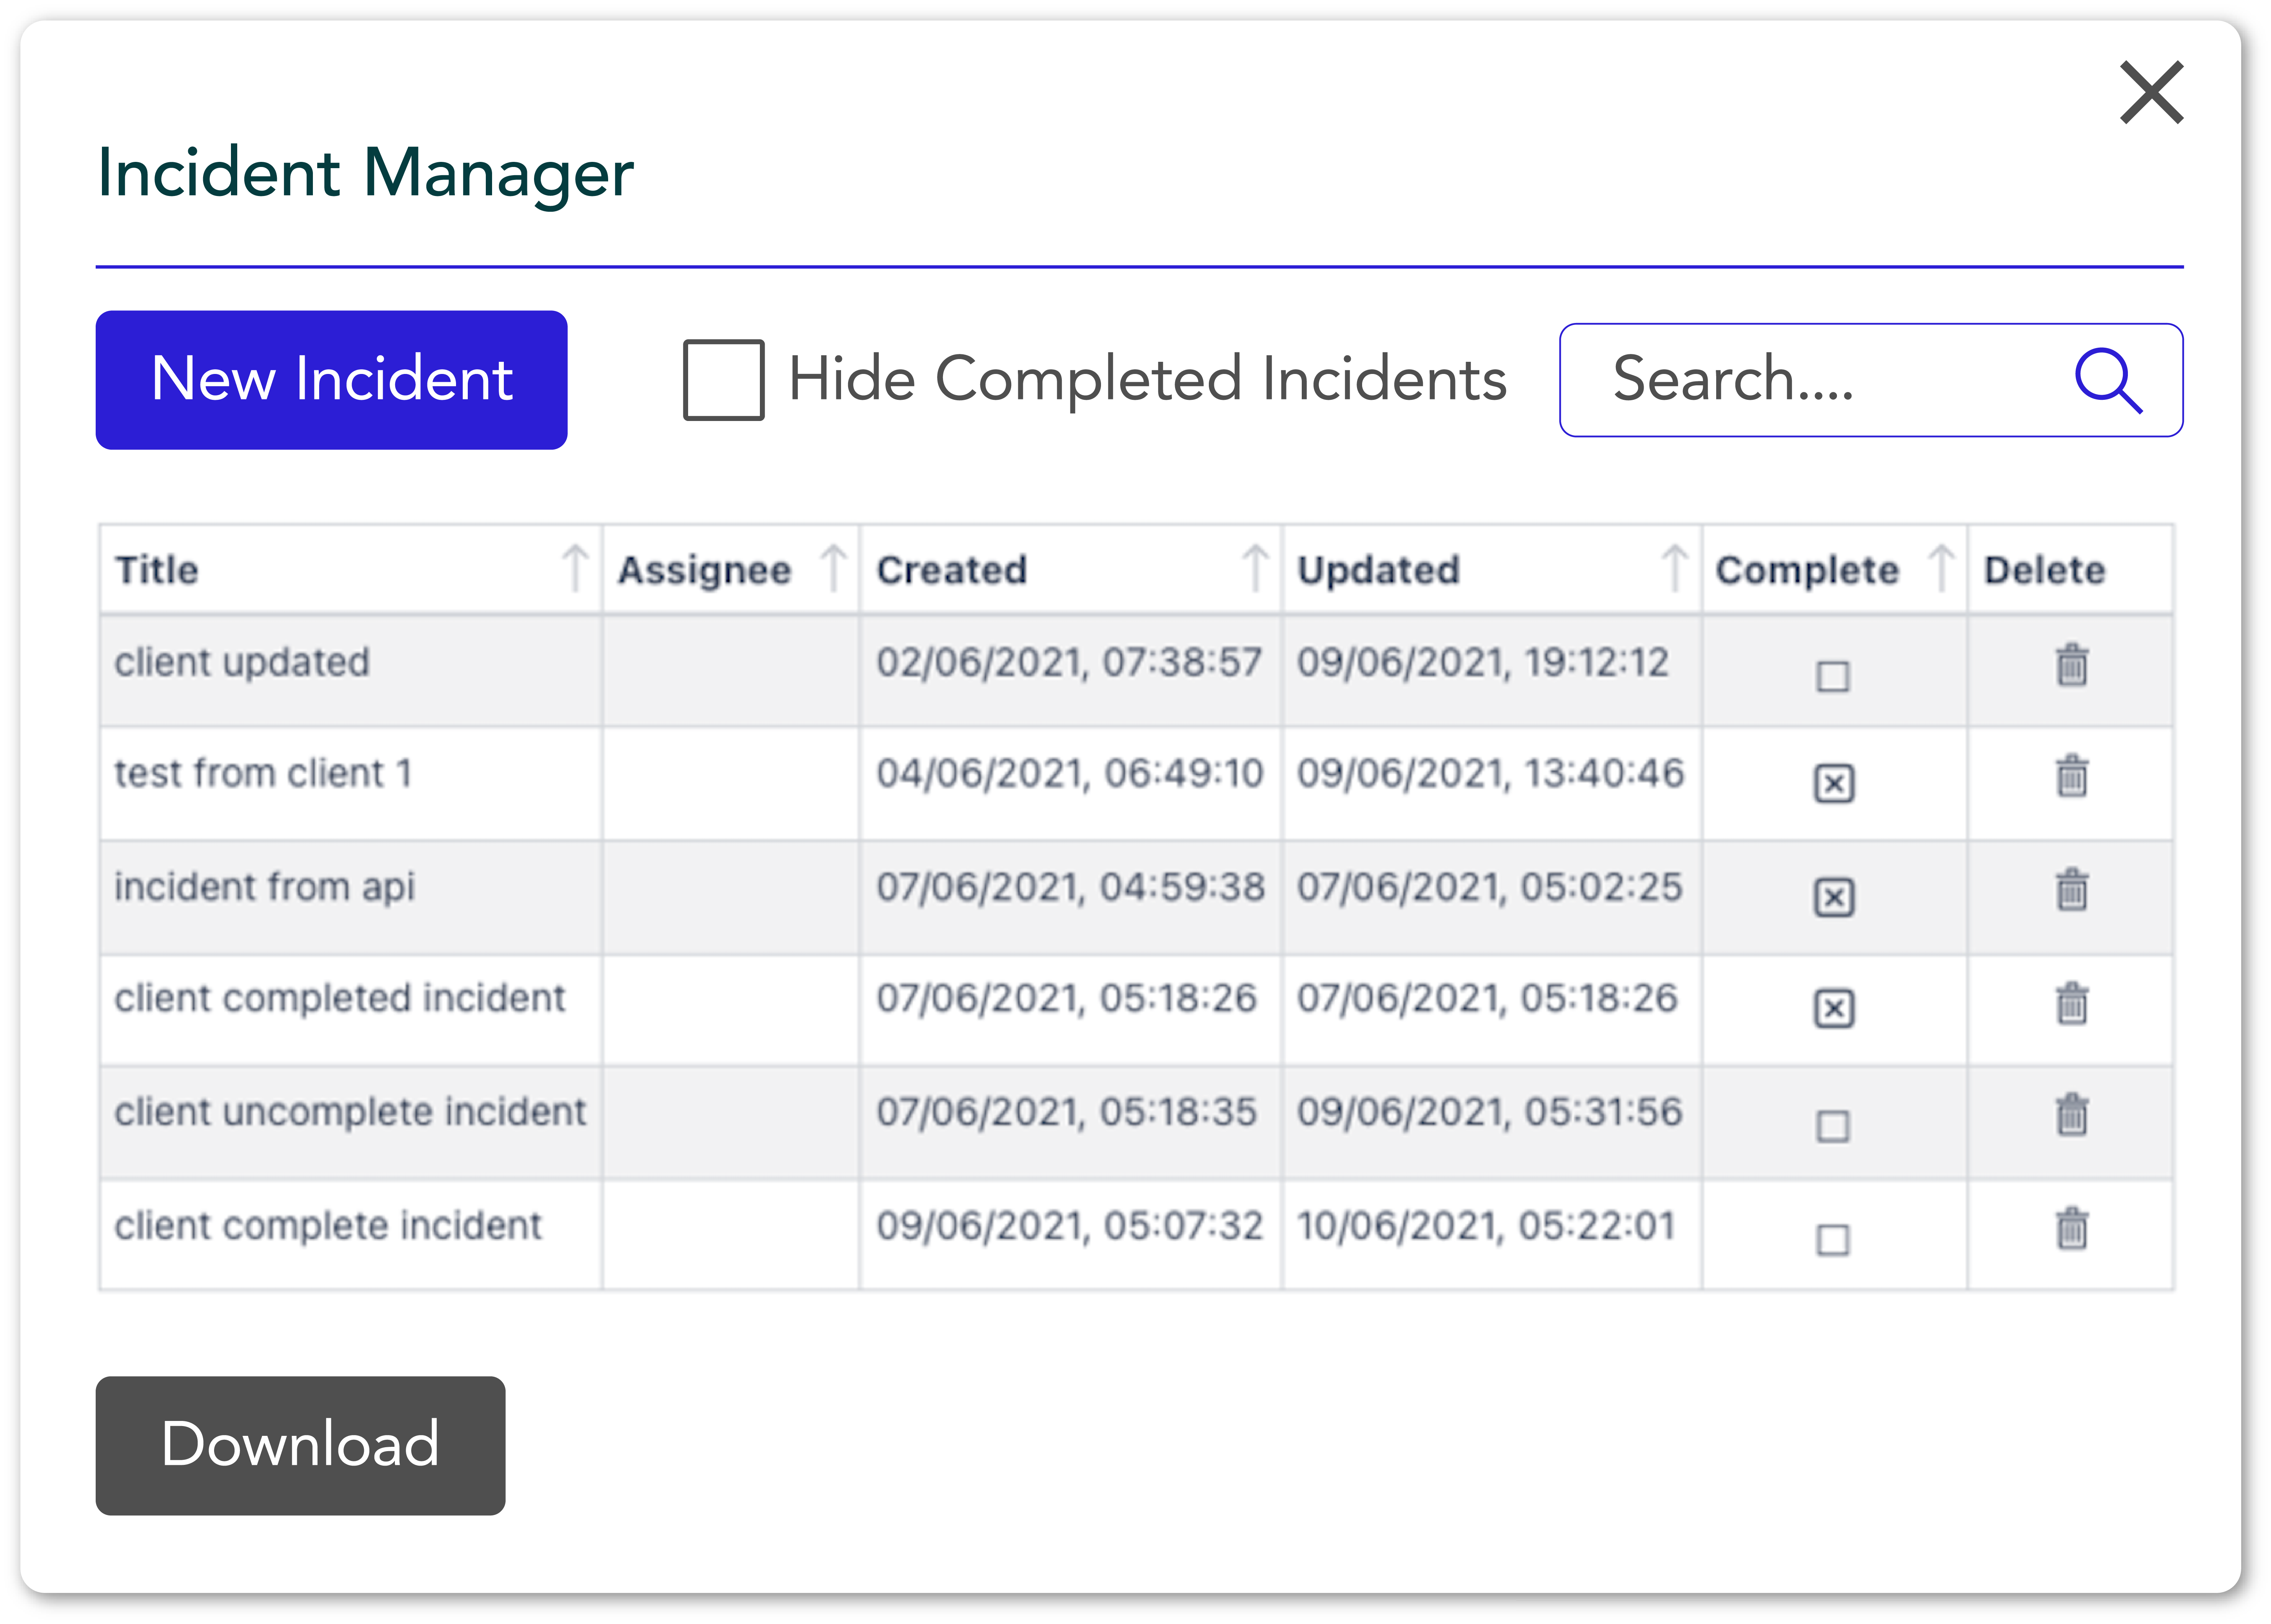 Incident Manager
New Incident Hide Completed Incidents Search....
Title Assignee Created Updated Complete Delete
client updated 02/06/2021, 07:38:57 09/06/2021, 19:12:12
test from client 1 04/06/2021, 06:49:10 09/06/2021, 13:40:46
incident from api 07/06/2021, 04:59:38 07/06/2021, 05:02:25
client completed incident 07/06/2021, 05:18:26 07/06/2021, 05:18:26
client uncomplete incident 07/06/2021, 05:18:35 09/06/2021, 05:31:56
client complete incident 09/06/2021, 05:07:32 10/06/2021, 05:22:01
Download